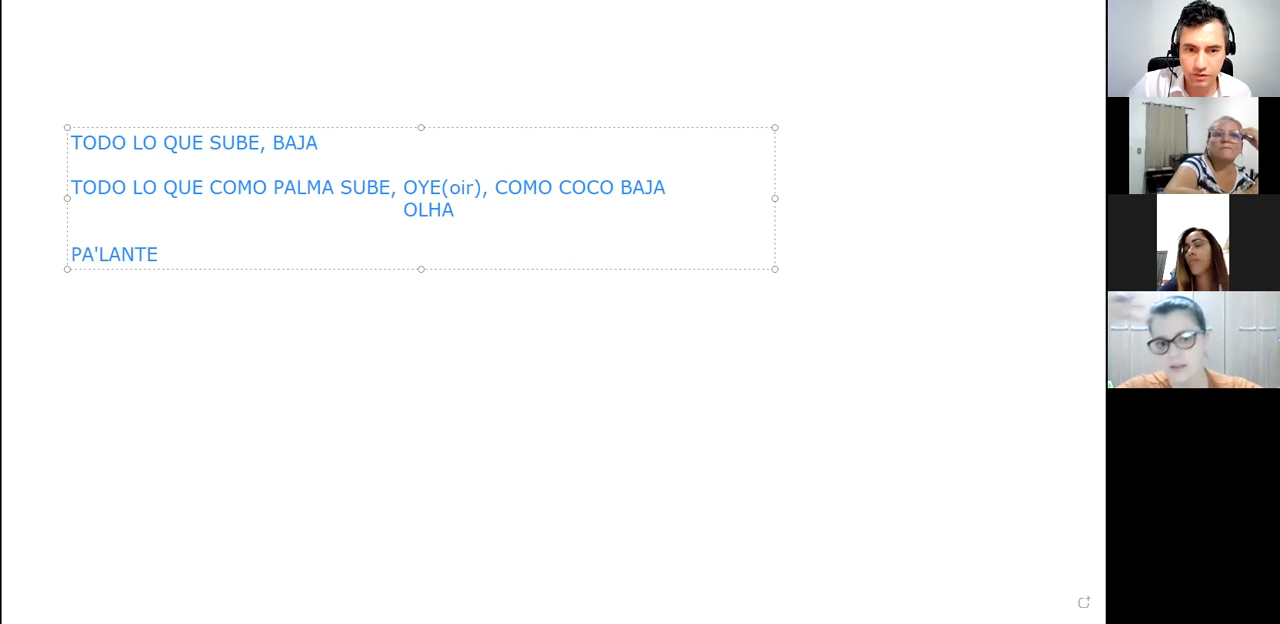 TODO LO QUE SUBE, BAJA
TODO LO QUE COMO PALMA SUBE, OYE(oir), COMO COCO BAJA
OLHA
PA'LANTE